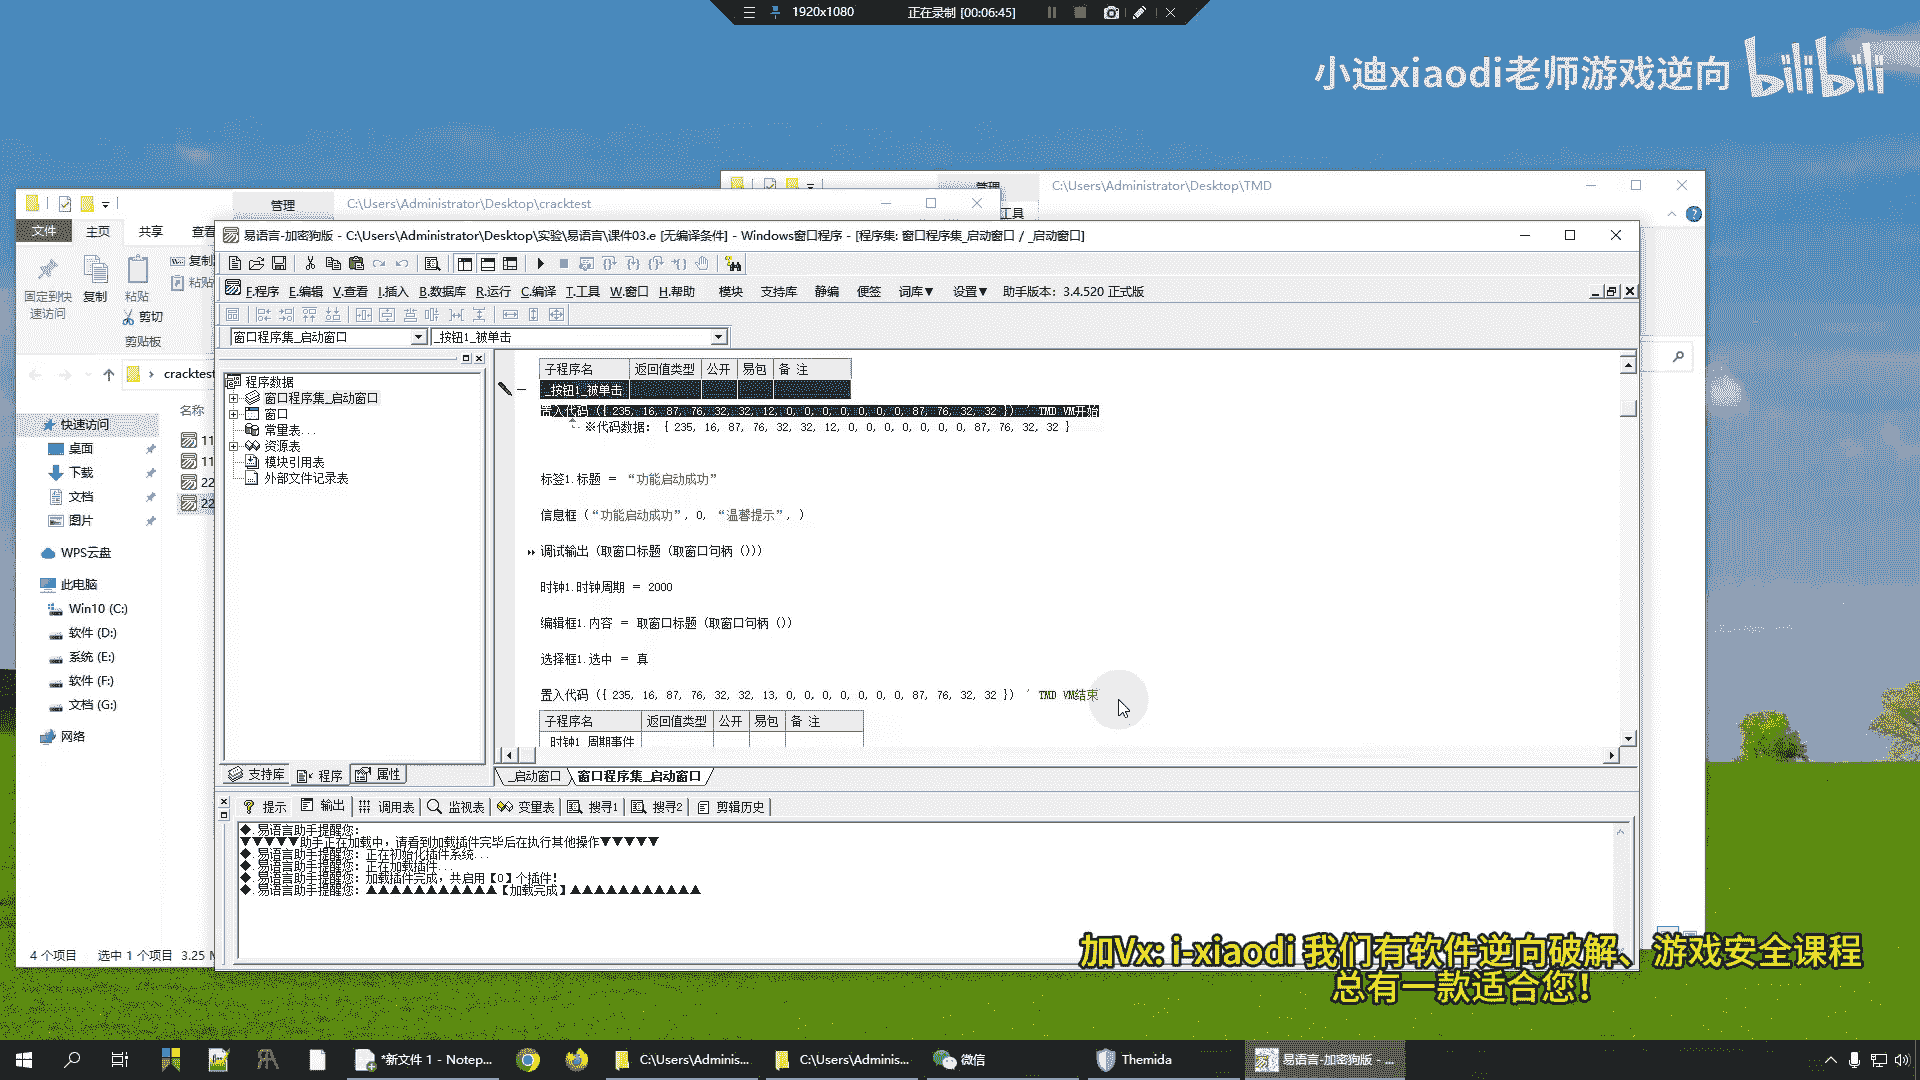 1920x1080
正在录制 [00:06:45]
小迪xiaodi老师游戏逆向 bilibili
管理 C:\Users\Administrator\Desktop\TMD
管理 C:\Users\Administrator\Desktop\cracktest
工具
文件 主页 共享 查看
易语言-加密狗版 - C:\Users\Administrator\Desktop\实验\易语言\课件03.e [无编译条件] - Windows窗口程序 - [程序集: 窗口程序集_启动窗口 / _启动窗口]
固定到快速访问 复制 粘贴
复制
粘贴
剪切
剪贴板
F.程序 E.编辑 V.查看 I.插入 B.数据库 R.运行 C.编译 T.工具 W.窗口 H.帮助 模块 支持库 静编 便签 词库▼ 设置▼ 助手版本: 3.4.520 正式版
窗口程序集_启动窗口 _按钮1_被单击
cracktest
名称
快速访问
桌面
下载
文档
图片
WPS云盘
此电脑
Win10 (C:)
软件 (D:)
系统 (E:)
软件 (F:)
文档 (G:)
网络
11
11
22
22
4 个项目 选中 1 个项目 3.25 M
程序数据
窗口程序集_启动窗口
窗口
常量表...
资源表
模块引用表
外部文件记录表
支持库 程序 属性
子程序名 返回值类型 公开 易包 备 注
_按钮1_被单击
置入代码 ({ 235, 16, 87, 76, 32, 32, 12, 0, 0, 0, 0, 0, 0, 0, 87, 76, 32, 32 }) ' TMD VM开始
※代码数据: { 235, 16, 87, 76, 32, 32, 12, 0, 0, 0, 0, 0, 0, 0, 87, 76, 32, 32 }
标签1.标题 = “功能启动成功”
信息框 (“功能启动成功”, 0, “温馨提示”, )
调试输出 (取窗口标题 (取窗口句柄 ()))
时钟1.时钟周期 = 2000
编辑框1.内容 = 取窗口标题 (取窗口句柄 ())
选择框1.选中 = 真
置入代码 ({ 235, 16, 87, 76, 32, 32, 13, 0, 0, 0, 0, 0, 0, 0, 87, 76, 32, 32 }) ' TMD VM结束
子程序名 返回值类型 公开 易包 备 注
_时钟1_周期事件
_启动窗口 窗口程序集_启动窗口
提示 输出 调用表 监视表 变量表 搜寻1 搜寻2 剪辑历史
◆ 易语言助手提醒您:
▼▼▼▼▼助手正在加载中，请看到加载插件完毕后在执行其他操作▼▼▼▼▼
◆ 易语言助手提醒您: 正在初始化插件系统...
◆ 易语言助手提醒您: 正在加载插件...
◆ 易语言助手提醒您: 加载插件完成，共启用【0】个插件!
◆ 易语言助手提醒您: ▲▲▲▲▲▲▲▲▲▲▲【加载完成】▲▲▲▲▲▲▲▲▲▲▲
加Vx: i-xiaodi 我们有软件逆向破解、游戏安全课程
总有一款适合您!
*新文件 1 - Notep... C:\Users\Adminis... C:\Users\Adminis... 微信 Themida 易语言-加密狗版 - ...